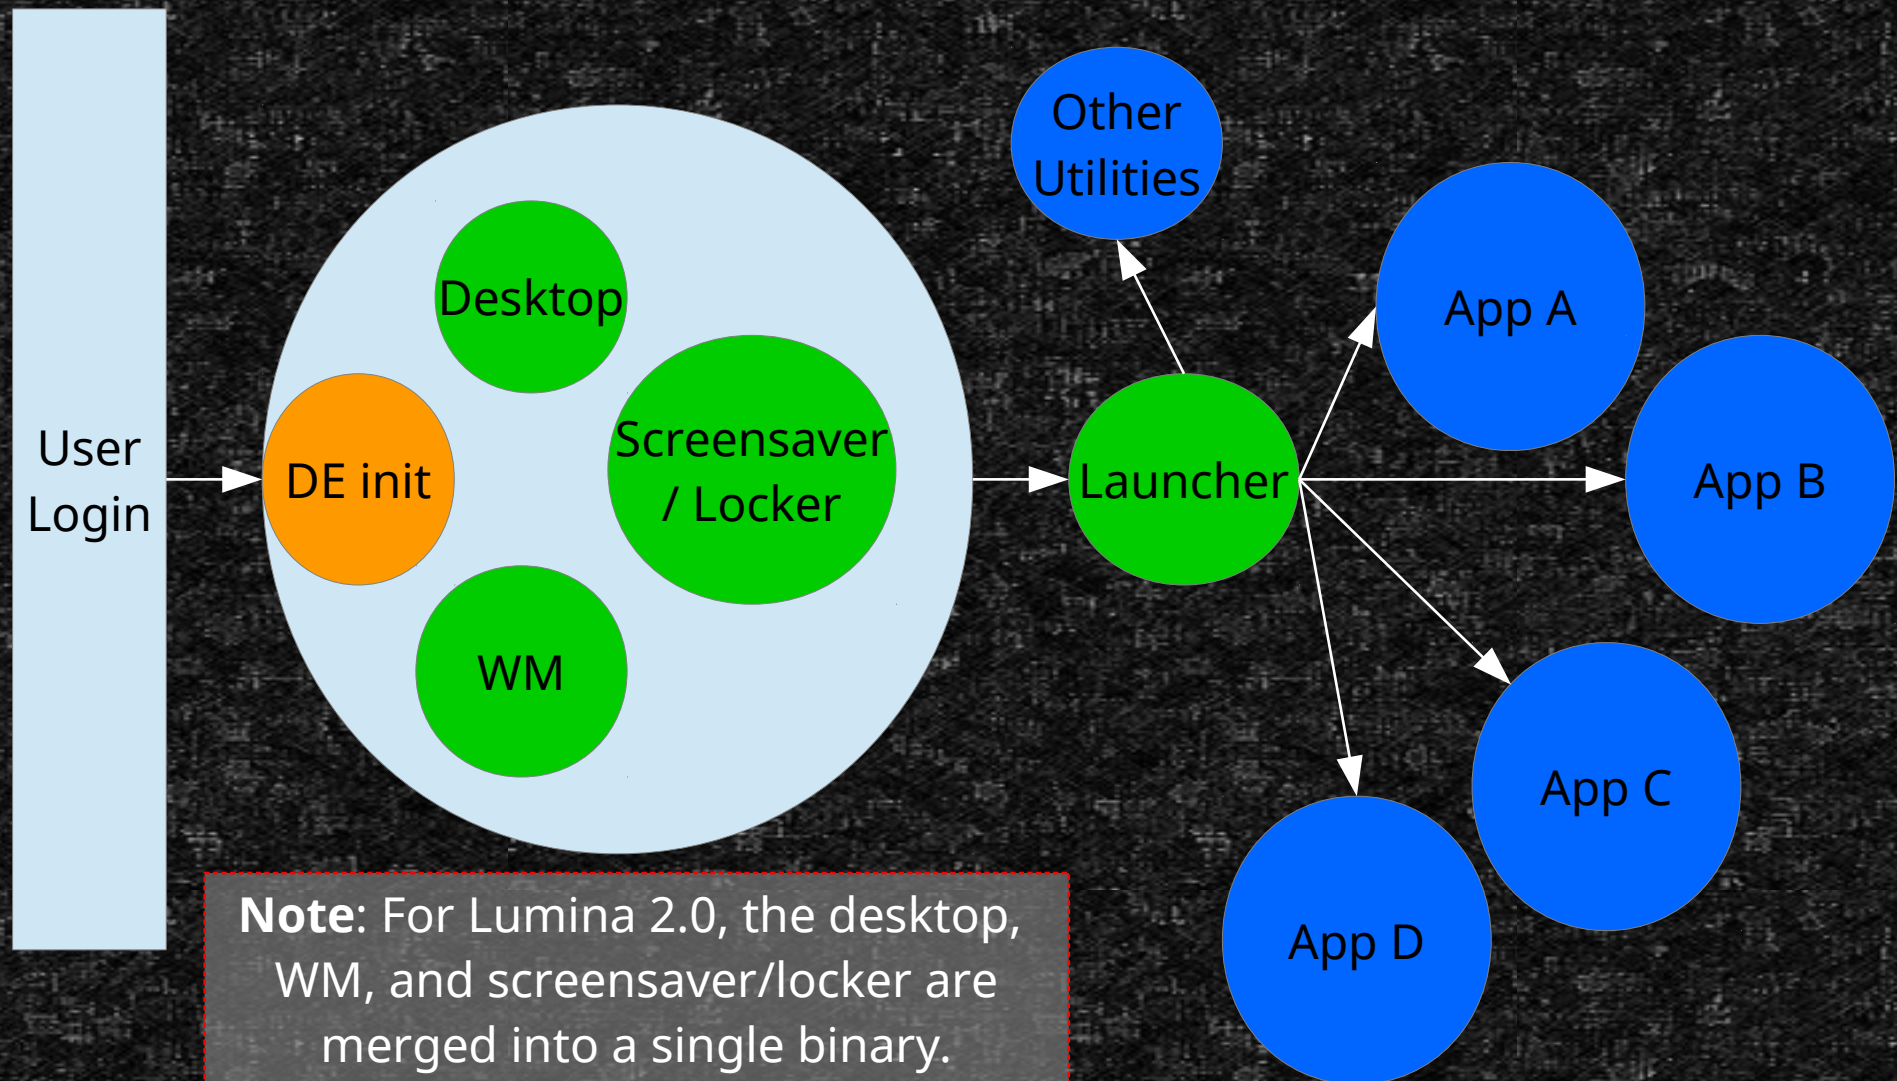 User
Login
DE init
Desktop
Screensaver
/ Locker
WM
Launcher
Other
Utilities
App A
App B
App C
App D
Note: For Lumina 2.0, the desktop,
WM, and screensaver/locker are
merged into a single binary.